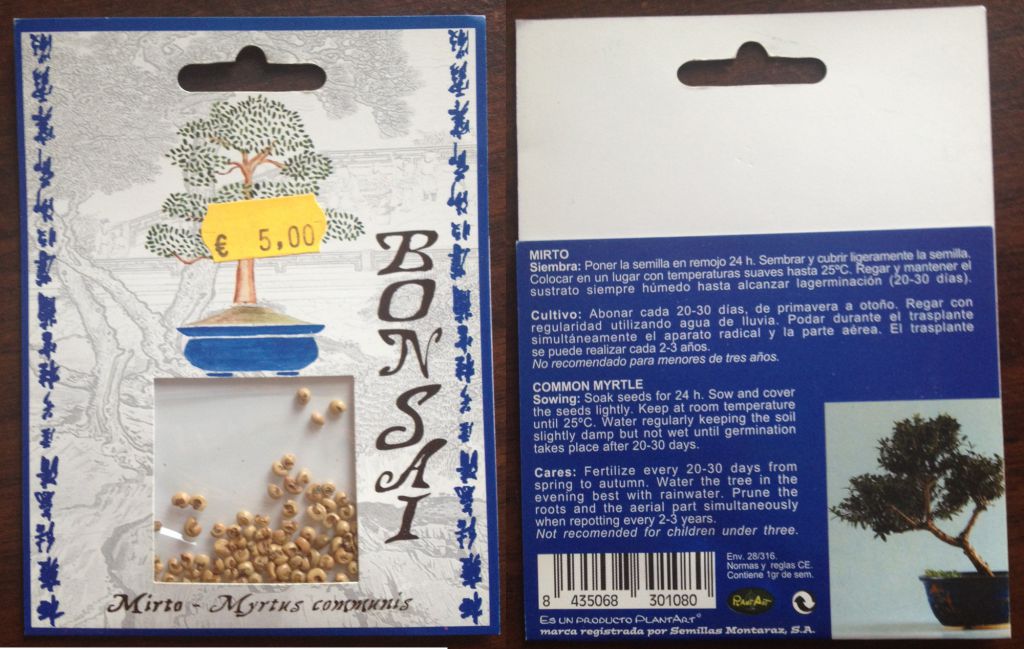 € 5,00
BONSAI
Mirto - Myrtus communis
MIRTO
Siembra: Poner la semilla en remojo 24 h. Sembrar y cubrir ligeramente la semilla.
Colocar en un lugar con temperaturas suaves hasta 25ºC. Regar y mantener el
sustrato siempre húmedo hasta alcanzar lagerminación (20-30 días).
Cultivo: Abonar cada 20-30 días, de primavera a otoño. Regar con
regularidad utilizando agua de lluvia. Podar durante el trasplante
simultáneamente el aparato radical y la parte aérea. El trasplante
se puede realizar cada 2-3 años.
No recomendado para menores de tres años.
COMMON MYRTLE
Sowing: Soak seeds for 24 h. Sow and cover
the seeds lightly. Keep at room temperature
until 25ºC. Water regularly keeping the soil
slightly damp but not wet until germination
takes place after 20-30 days.
Cares: Fertilize every 20-30 days from
spring to autumn. Water the tree in the
evening best with rainwater. Prune the
roots and the aerial part simultaneously
when repotting every 2-3 years.
Not recomended for children under three.
8 435068 301080
Env. 28/316.
Normas y reglas CE.
Contiene 1gr de sem.
PLANTART
ES UN PRODUCTO PLANTART®
marca registrada por Semillas Montaraz, S.A.